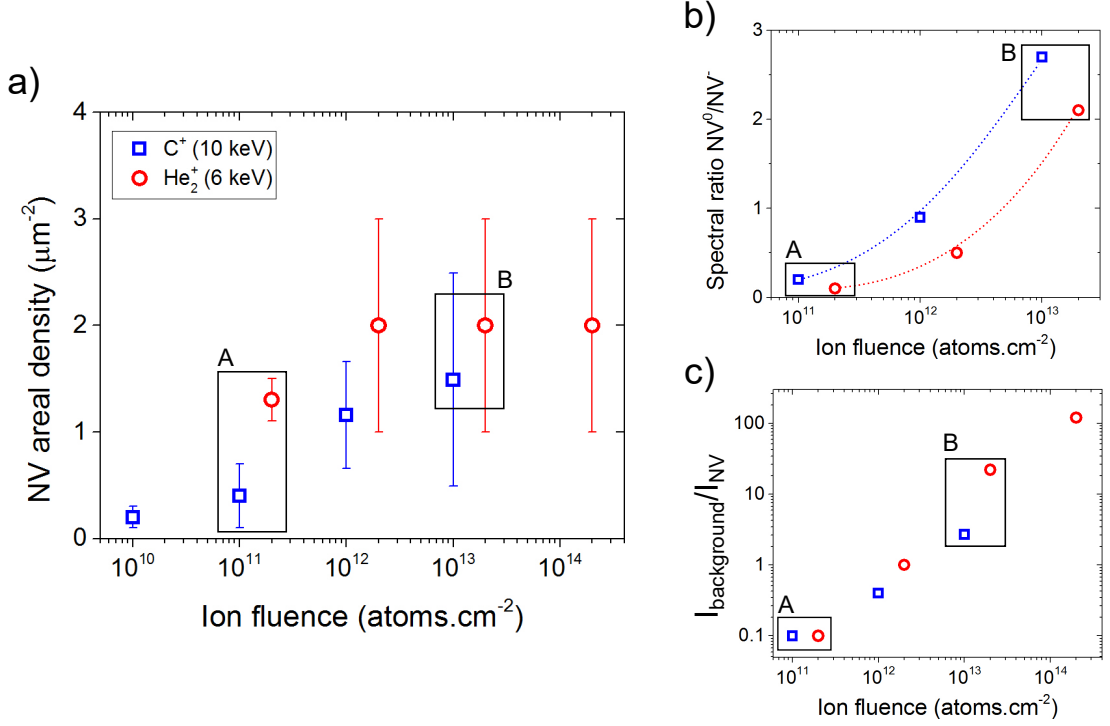 a)
NV areal density (μm⁻²)
4
3
2
1
0
C⁺ (10 keV)
He₂⁺ (6 keV)
A
B
10¹⁰ 10¹¹ 10¹² 10¹³ 10¹⁴
Ion fluence (atoms.cm⁻²)
b)
Spectral ratio NV⁰/NV⁻
3
2
1
0
A
B
10¹¹ 10¹² 10¹³
Ion fluence (atoms.cm⁻²)
c)
I_background/I_NV
100
10
1
0.1
A
B
10¹¹ 10¹² 10¹³ 10¹⁴
Ion fluence (atoms.cm⁻²)